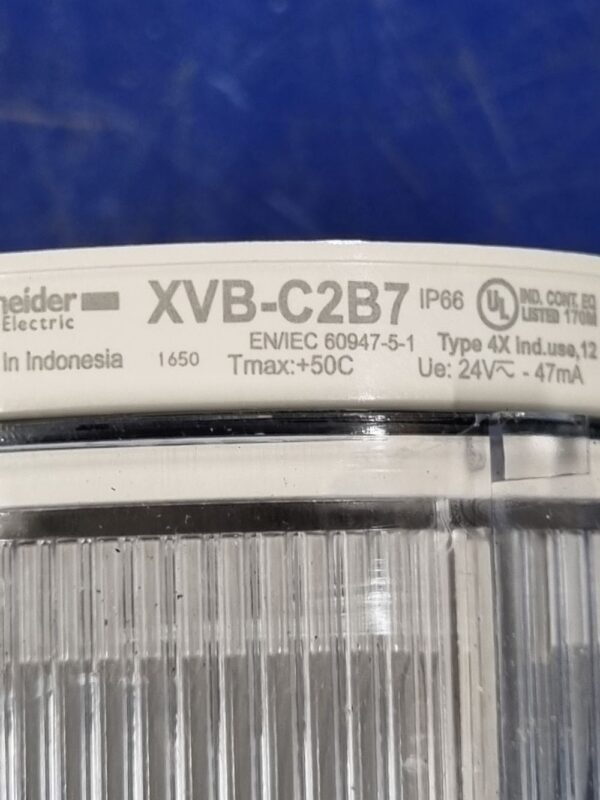 neider
Electric
XVB-C2B7 IP66 UL IND. CONT. EQ
LISTED 170M
EN/IEC 60947-5-1 Type 4X Ind.use,12
In Indonesia 1650 Tmax:+50C Ue: 24V⏦ - 47mA